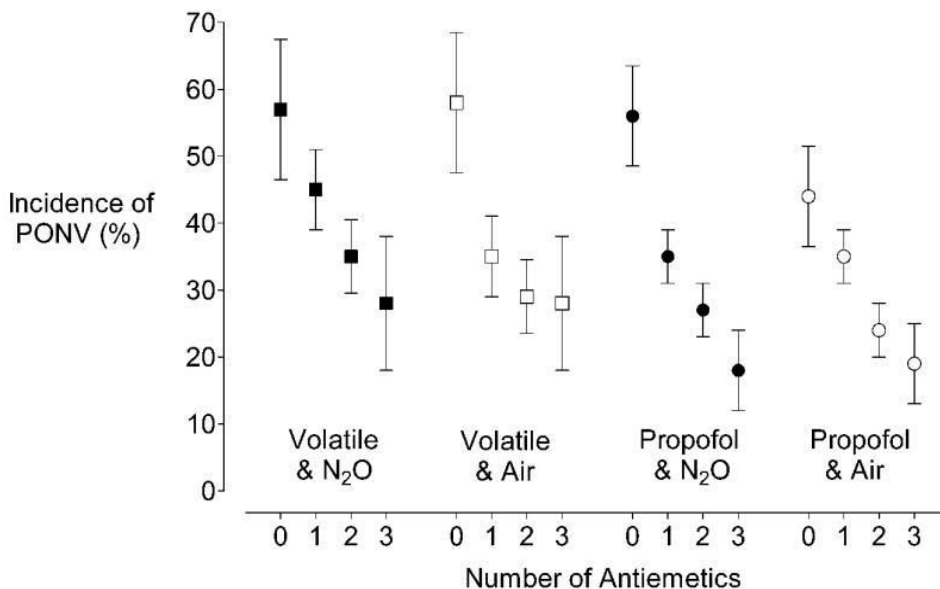 70
60
50
Incidence of
40
PONV (%)
30
20
10
0
Volatile
& N₂O
Volatile
& Air
Propofol
& N₂O
Propofol
& Air
0 1 2 3 0 1 2 3 0 1 2 3 0 1 2 3
Number of Antiemetics